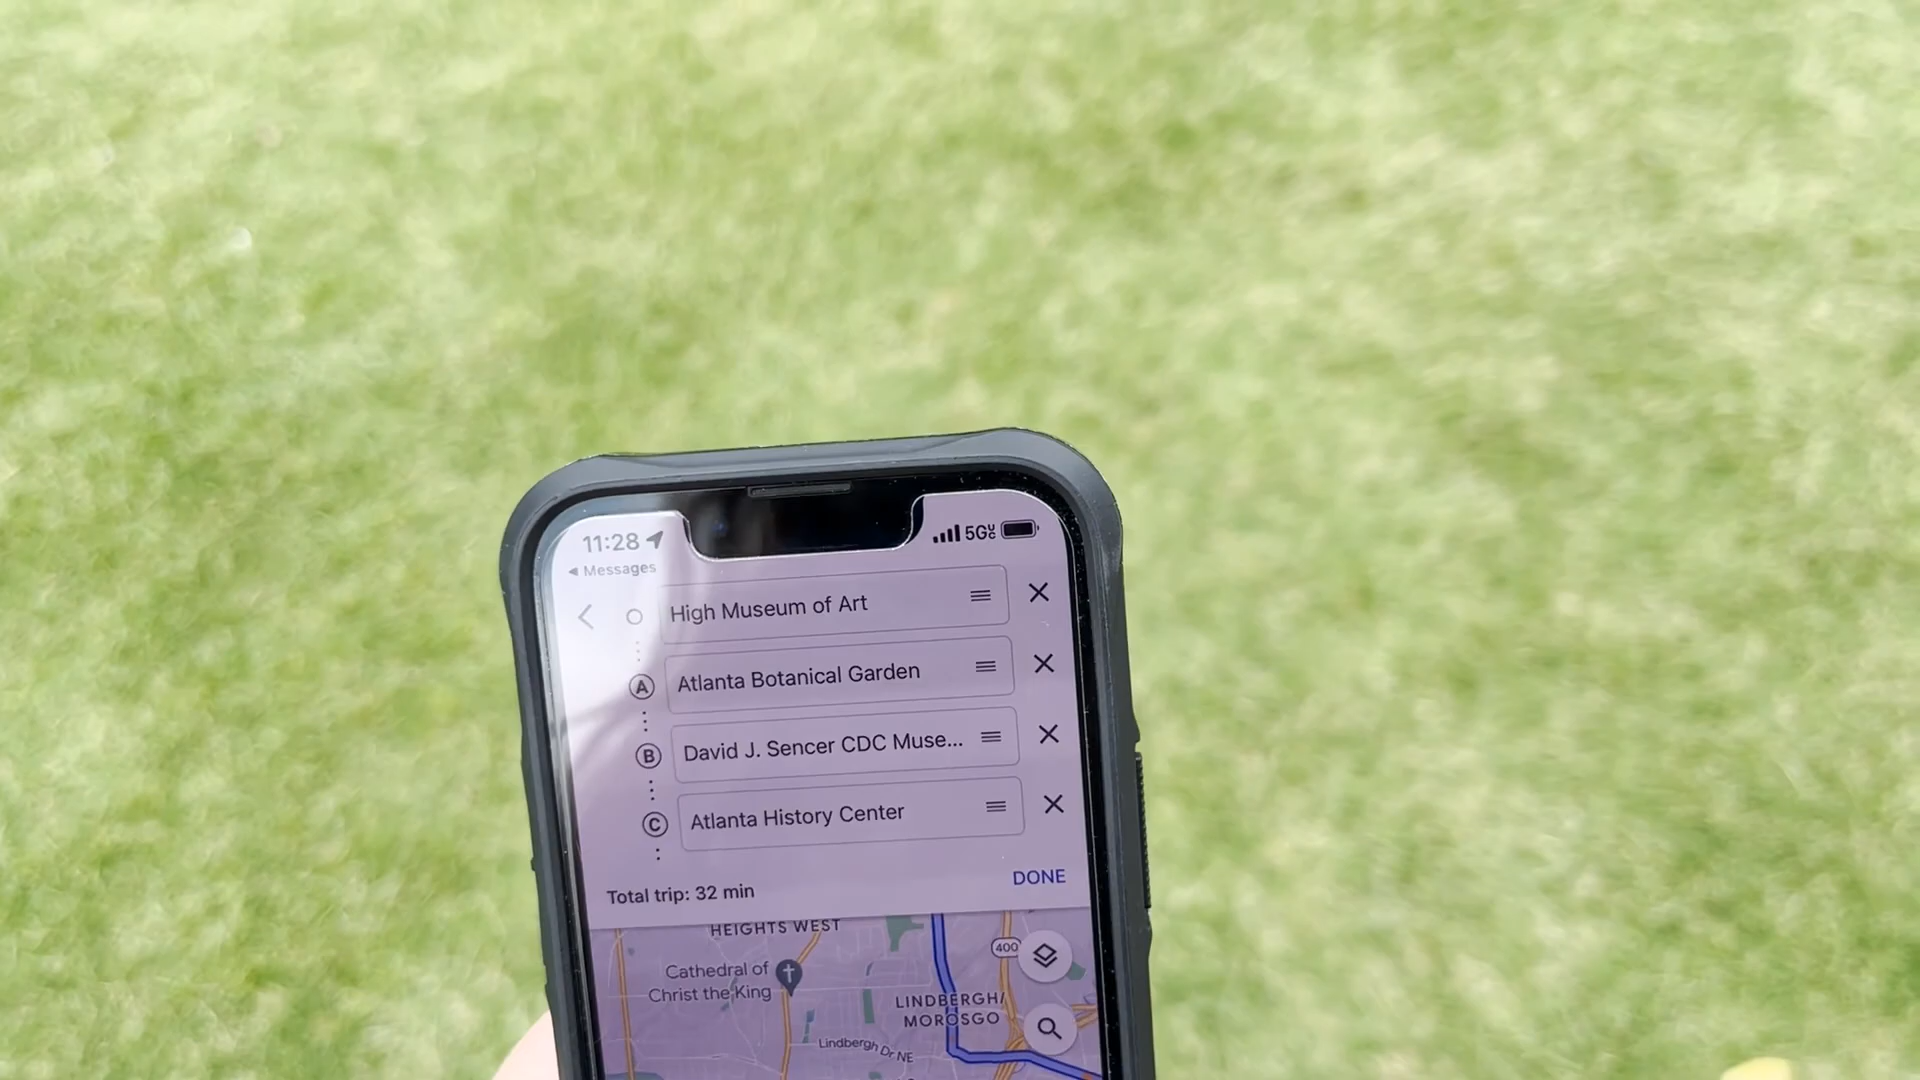 11:28
5G
Messages
High Museum of Art
A
Atlanta Botanical Garden
B
David J. Sencer CDC Muse...
C
Atlanta History Center
Total trip: 32 min
DONE
HEIGHTS WEST
400
Cathedral of
Christ the King
LINDBERGH/
MOROSGO
Lindbergh Dr NE